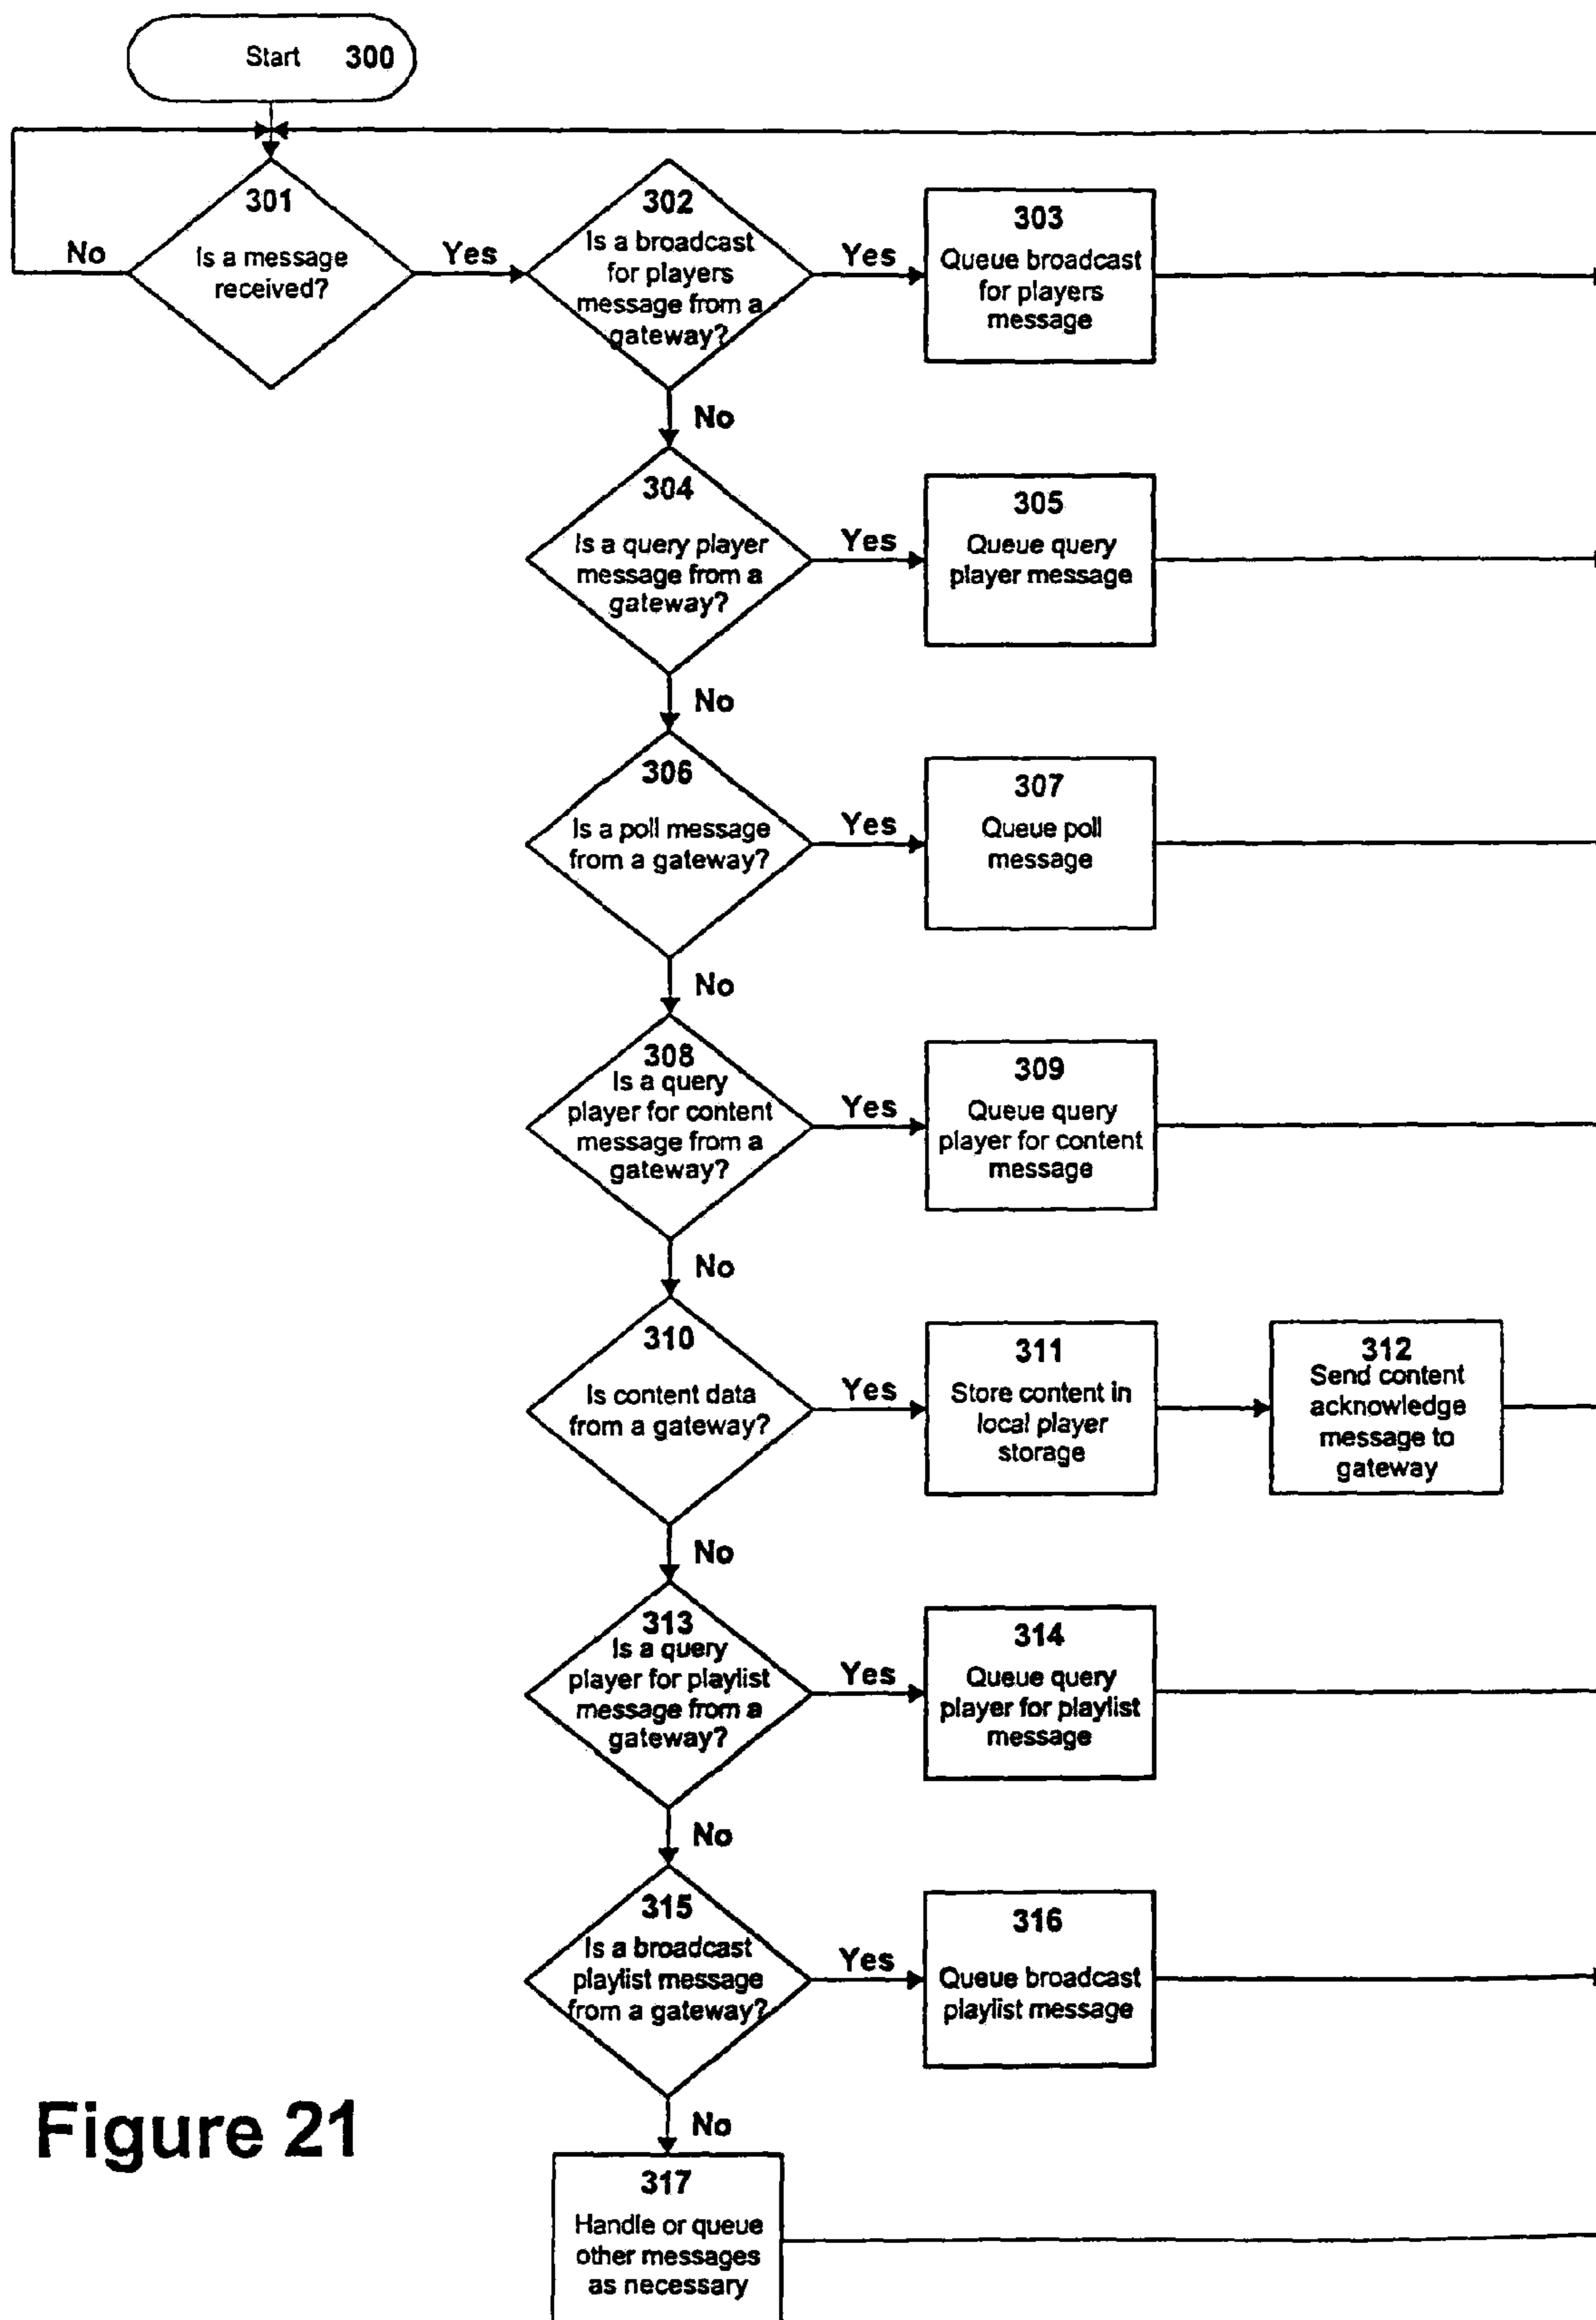 Start 300
301
Is a message
received?
No
Yes
302
Is a broadcast
for players
message from a
gateway?
Yes
303
Queue broadcast
for players
message
No
304
Is a query player
message from a
gateway?
Yes
305
Queue query
player message
No
306
Is a poll message
from a gateway?
Yes
307
Queue poll
message
No
308
Is a query
player for content
message from a
gateway?
Yes
309
Queue query
player for content
message
No
310
Is content data
from a gateway?
Yes
311
Store content in
local player
storage
312
Send content
acknowledge
message to
gateway
No
313
Is a query
player for playlist
message from a
gateway?
Yes
314
Queue query
player for playlist
message
No
315
Is a broadcast
playlist message
from a gateway?
Yes
316
Queue broadcast
playlist message
No
317
Handle or queue
other messages
as necessary
Figure 21